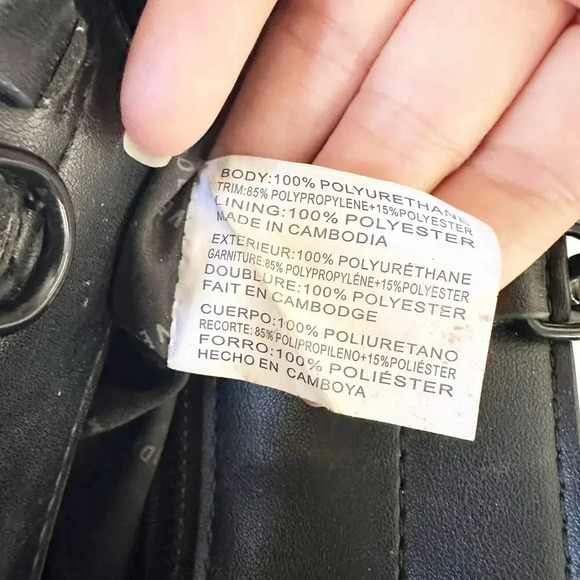 BODY:100% POLYURETHANE
TRIM:85% POLYPROPYLENE+15%POLYESTER
LINING:100% POLYESTER
MADE IN CAMBODIA
EXTERIEUR:100% POLYURÉTHANE
GARNITURE:85% POLYPROPYLÉNE+15%POLYESTER
DOUBLURE:100% POLYESTER
FAIT EN CAMBODGE
CUERPO:100% POLIURETANO
RECORTE:85% POLIPROPILENO+15%POLIÉSTER
FORRO:100% POLIÉSTER
HECHO EN CAMBOYA